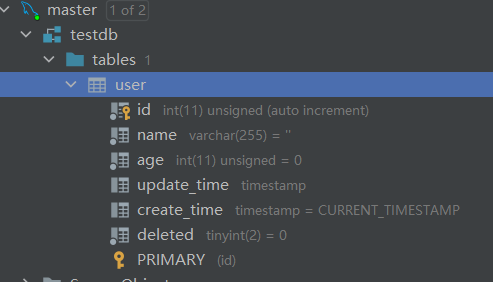 master 1 of 2
testdb
tables 1
user
id int(11) unsigned (auto increment)
name varchar(255) = ''
age int(11) unsigned = 0
update_time timestamp
create_time timestamp = CURRENT_TIMESTAMP
deleted tinyint(2) = 0
PRIMARY (id)